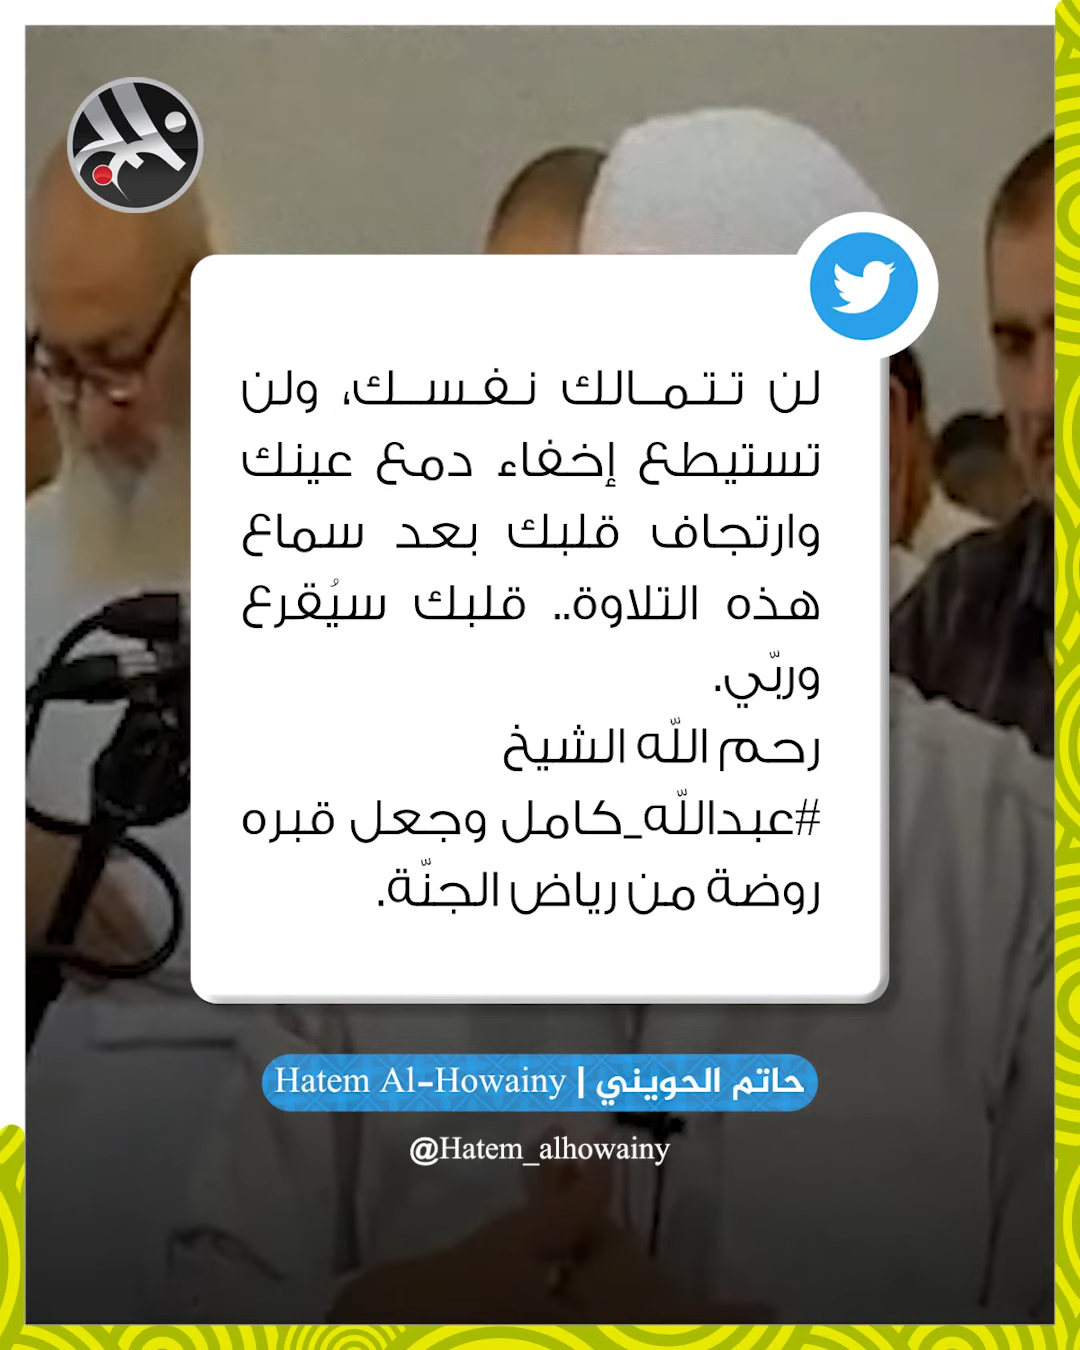 لن تتمالك نفسك، ولن
تستيطع إخفاء دمع عينك
وارتجاف قلبك بعد سماع
هذه التلاوة.. قلبك سيُقرع
وربّي.
رحم اللّه الشيخ
#عبداللّه_كامل وجعل قبره
روضة من رياض الجنّة.
حاتم الحويني | Hatem Al-Howainy
@Hatem_alhowainy